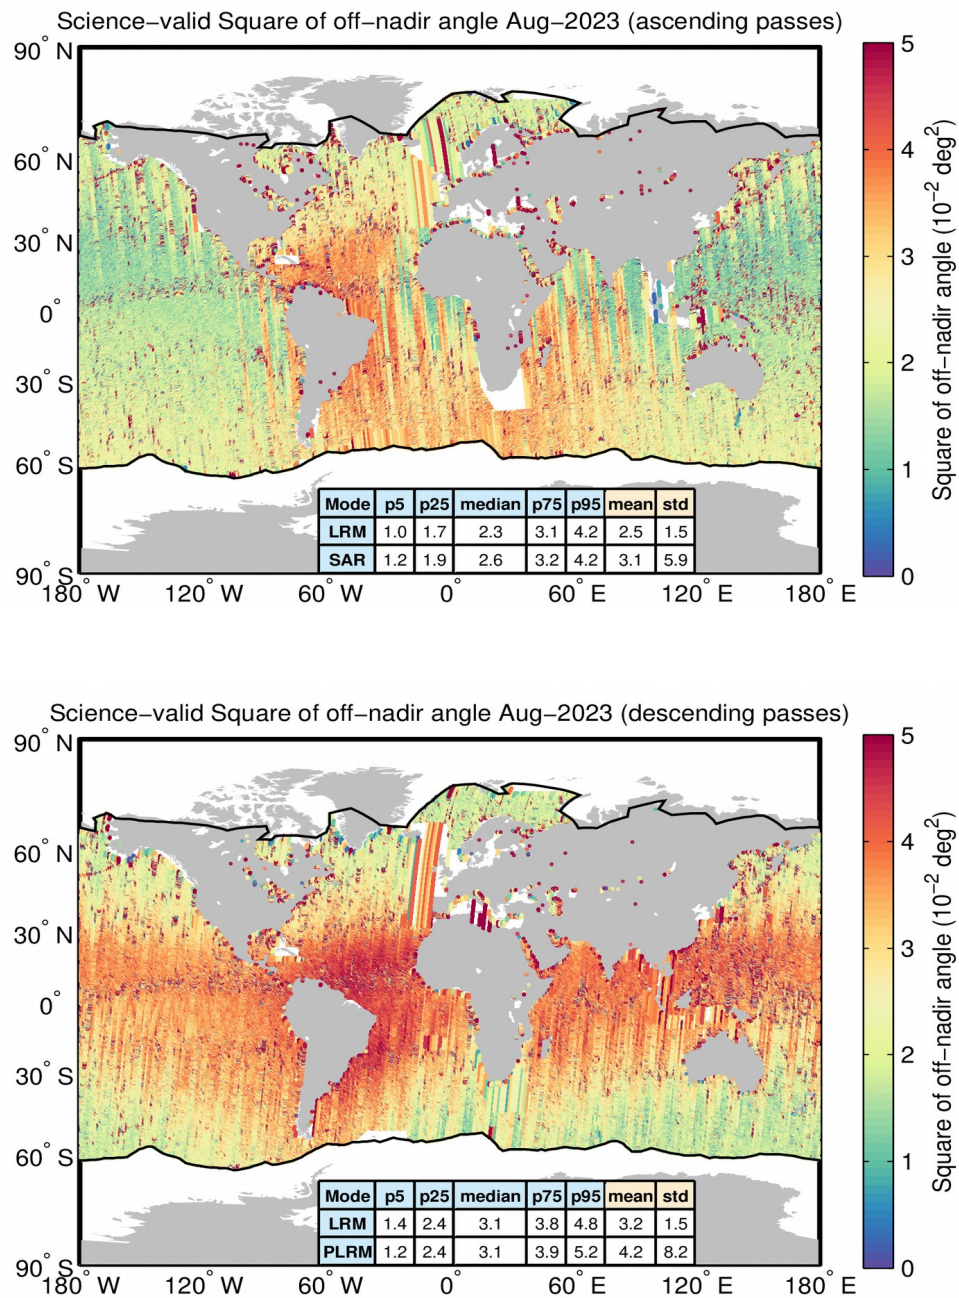 Science-valid Square of off-nadir angle Aug-2023 (ascending passes)
90° N
60° N
30° N
0°
30° S
60° S
90° S
180° W 120° W 60° W 0° 60° E 120° E 180° E
5
4
3
2
1
0
Square of off-nadir angle (10⁻² deg²)
Mode p5 p25 median p75 p95 mean std
LRM 1.0 1.7 2.3 3.1 4.2 2.5 1.5
SAR 1.2 1.9 2.6 3.2 4.2 3.1 5.9
Science-valid Square of off-nadir angle Aug-2023 (descending passes)
90° N
60° N
30° N
0°
30° S
60° S
90° S
180° W 120° W 60° W 0° 60° E 120° E 180° E
5
4
3
2
1
0
Square of off-nadir angle (10⁻² deg²)
Mode p5 p25 median p75 p95 mean std
LRM 1.4 2.4 3.1 3.8 4.8 3.2 1.5
PLRM 1.2 2.4 3.1 3.9 5.2 4.2 8.2